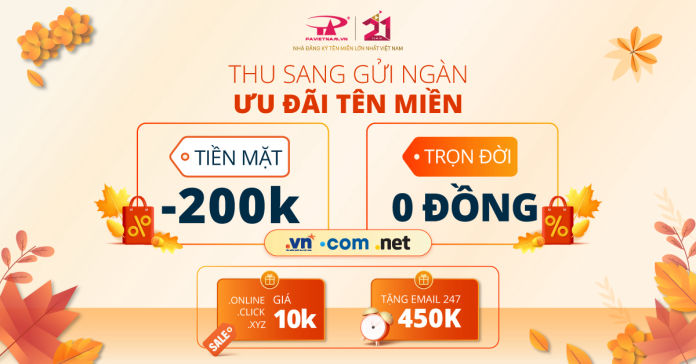 PAVIETNAM.VN
21
NHÀ ĐĂNG KÝ TÊN MIỀN LỚN NHẤT VIỆT NAM
THU SANG GỬI NGÀN
ƯU ĐÃI TÊN MIỀN
TIỀN MẶT
-200k
TRỌN ĐỜI
0 ĐỒNG
.vn .com .net
.ONLINE
.CLICK
.XYZ
GIÁ
10k
SALE
TẶNG EMAIL 247
450K